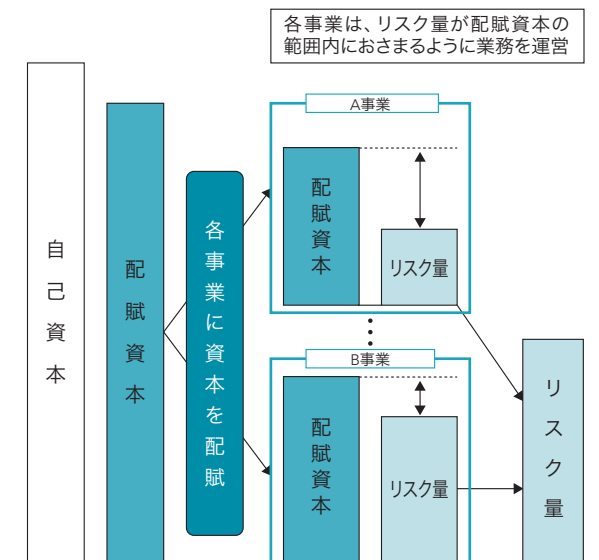 各事業は、リスク量が配賦資本の
範囲内におさまるように業務を運営
自己資本
配賦資本
各事業に資本を配賦
A事業
配賦資本
リスク量
B事業
配賦資本
リスク量
リスク量